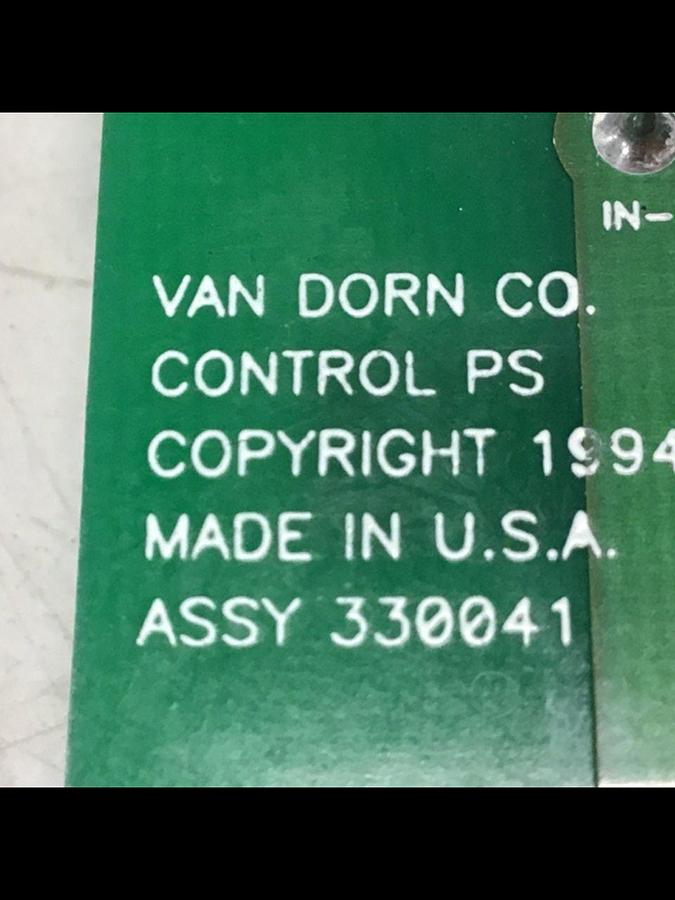 IN-
VAN DORN CO.
CONTROL PS
COPYRIGHT 1994
MADE IN U.S.A.
ASSY 330041